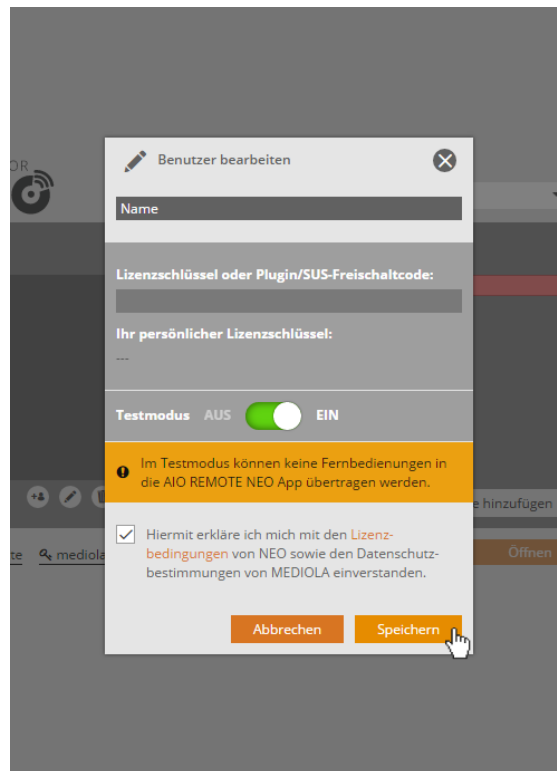 OR
Benutzer bearbeiten
Name
Lizenzschlüssel oder Plugin/SUS-Freischaltcode:
Ihr persönlicher Lizenzschlüssel:
---
Testmodus AUS EIN
Im Testmodus können keine Fernbedienungen in
die AIO REMOTE NEO App übertragen werden.
e hinzufügen
te mediola
Öffnen
Hiermit erkläre ich mich mit den Lizenz-
bedingungen von NEO sowie den Datenschutz-
bestimmungen von MEDIOLA einverstanden.
Abbrechen Speichern